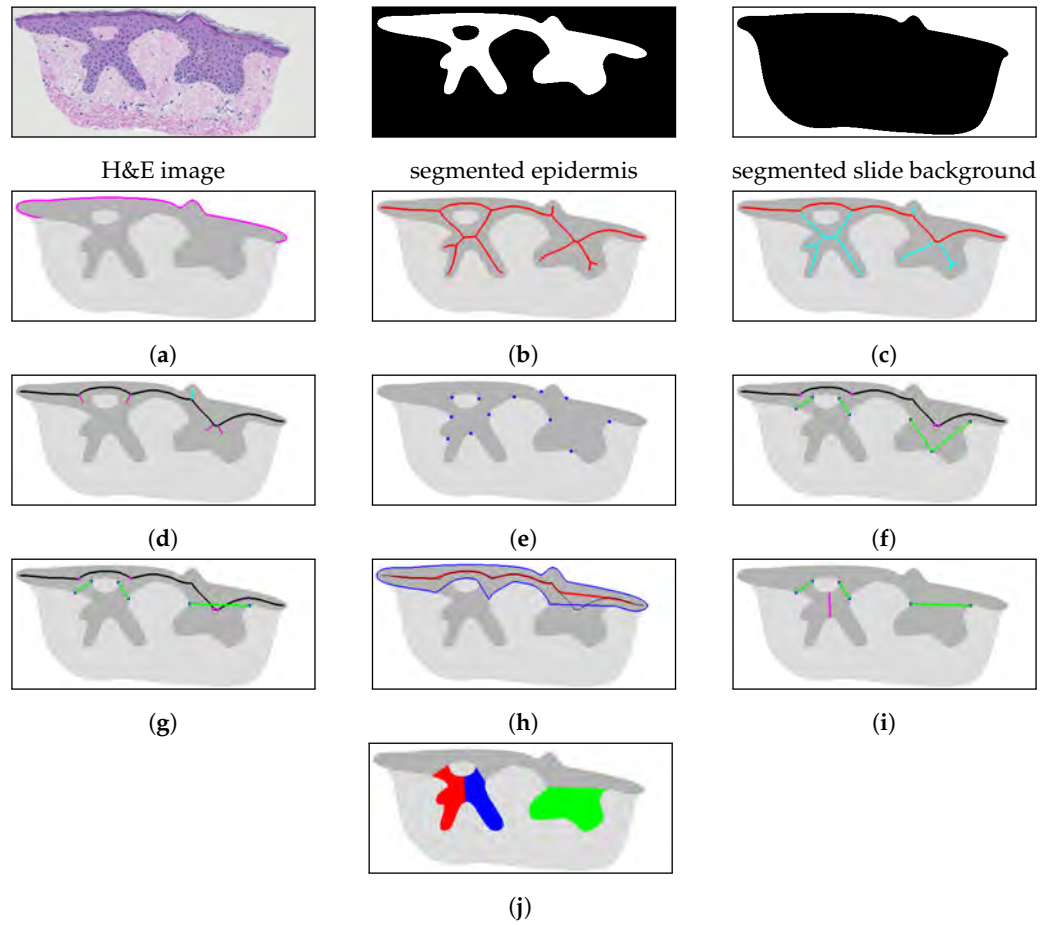 H&E image
segmented epidermis
segmented slide background
(a)
(b)
(c)
(d)
(e)
(f)
(g)
(h)
(i)
(j)